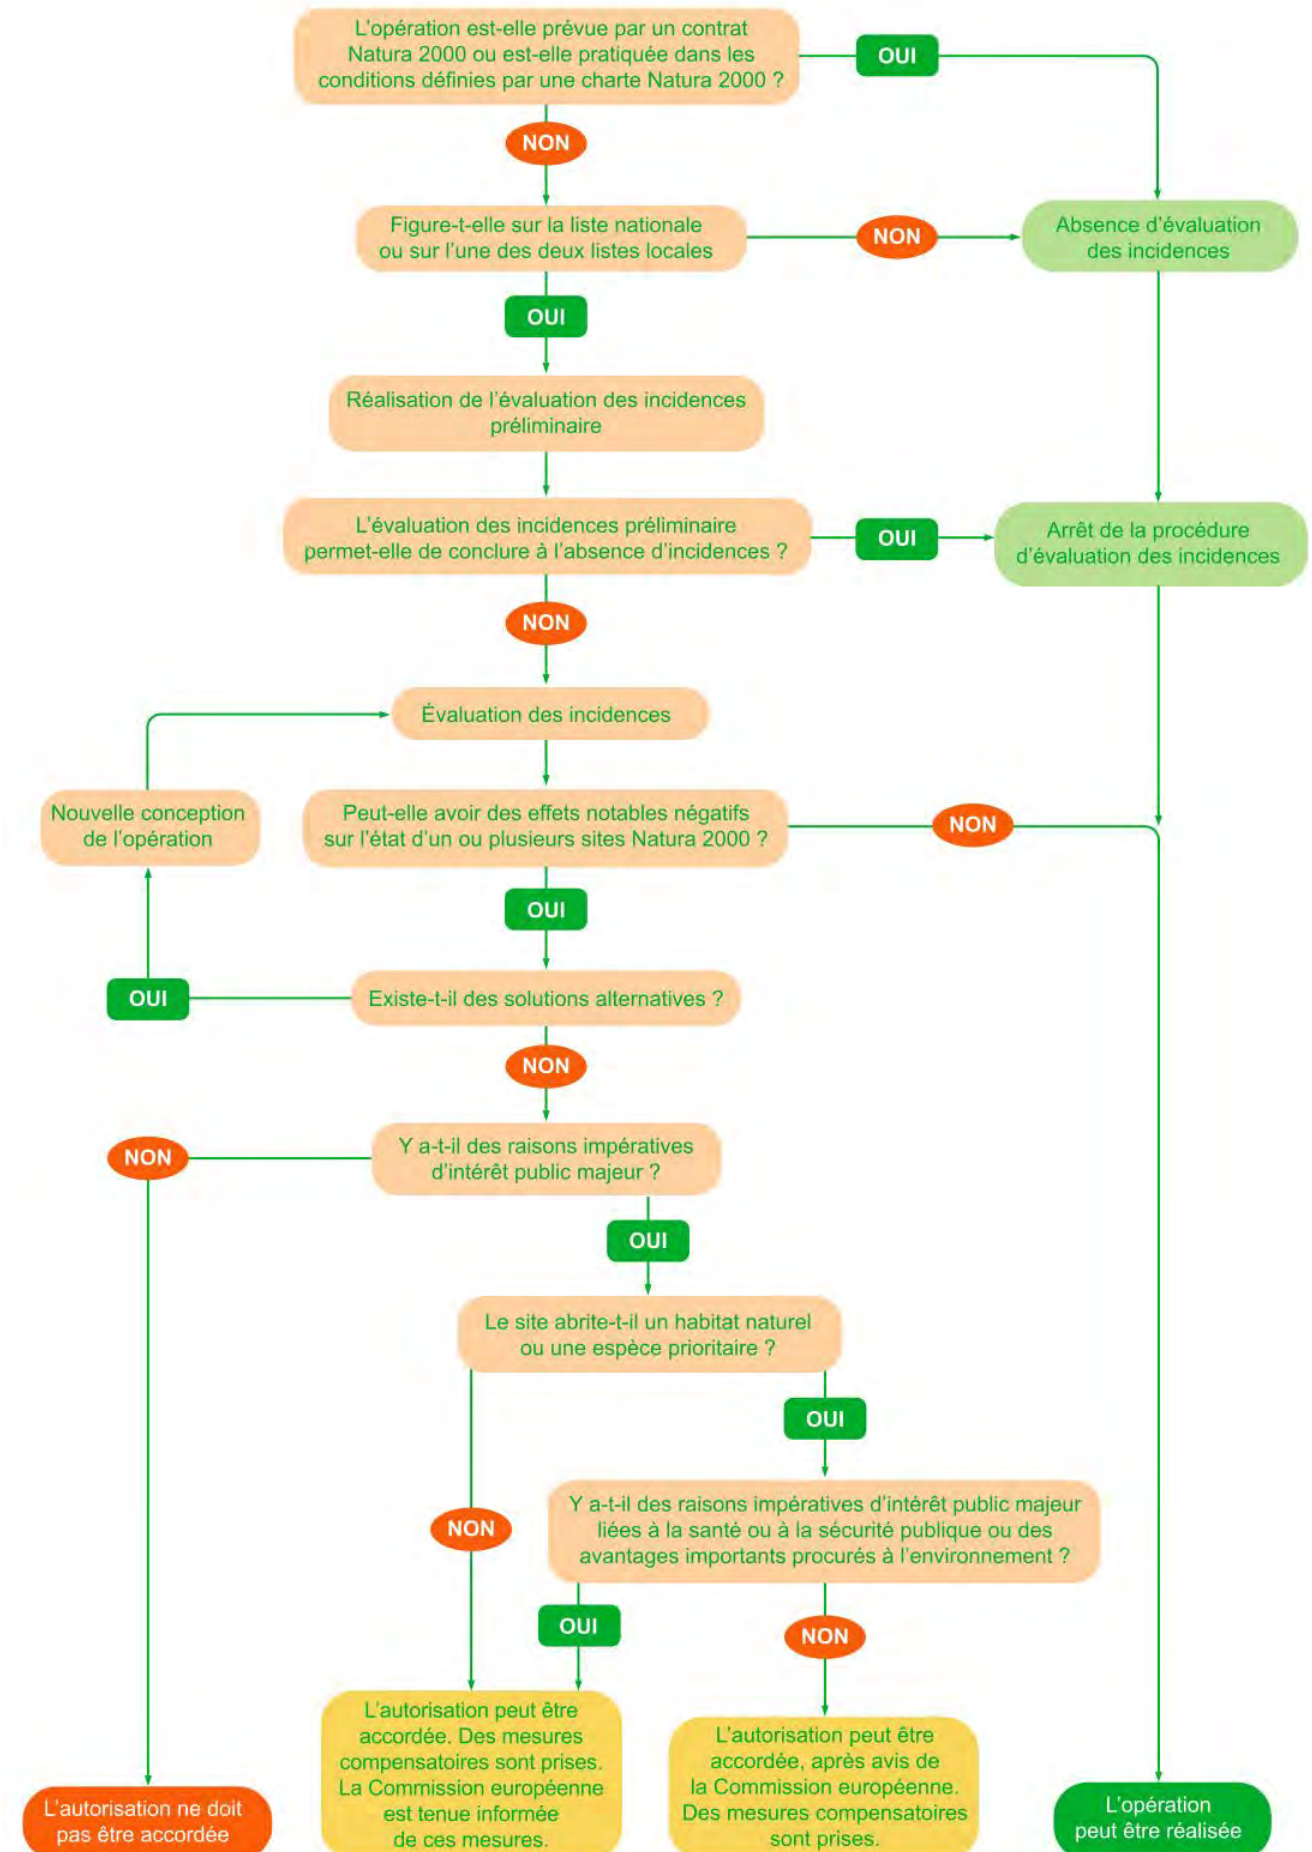 L'opération est-elle prévue par un contrat
Natura 2000 ou est-elle pratiquée dans les
conditions définies par une charte Natura 2000 ?
OUI
NON
Figure-t-elle sur la liste nationale
ou sur l'une des deux listes locales
NON
Absence d'évaluation
des incidences
OUI
Réalisation de l'évaluation des incidences
préliminaire
L'évaluation des incidences préliminaire
permet-elle de conclure à l'absence d'incidences ?
OUI
Arrêt de la procédure
d'évaluation des incidences
NON
Évaluation des incidences
Nouvelle conception
de l'opération
Peut-elle avoir des effets notables négatifs
sur l'état d'un ou plusieurs sites Natura 2000 ?
NON
OUI
OUI
Existe-t-il des solutions alternatives ?
NON
NON
Y a-t-il des raisons impératives
d'intérêt public majeur ?
OUI
Le site abrite-t-il un habitat naturel
ou une espèce prioritaire ?
OUI
NON
Y a-t-il des raisons impératives d'intérêt public majeur
liées à la santé ou à la sécurité publique ou des
avantages importants procurés à l'environnement ?
OUI
NON
L'autorisation ne doit
pas être accordée
L'autorisation peut être
accordée. Des mesures
compensatoires sont prises.
La Commission européenne
est tenue informée
de ces mesures.
L'autorisation peut être
accordée, après avis de
la Commission européenne.
Des mesures compensatoires
sont prises.
L'opération
peut être réalisée